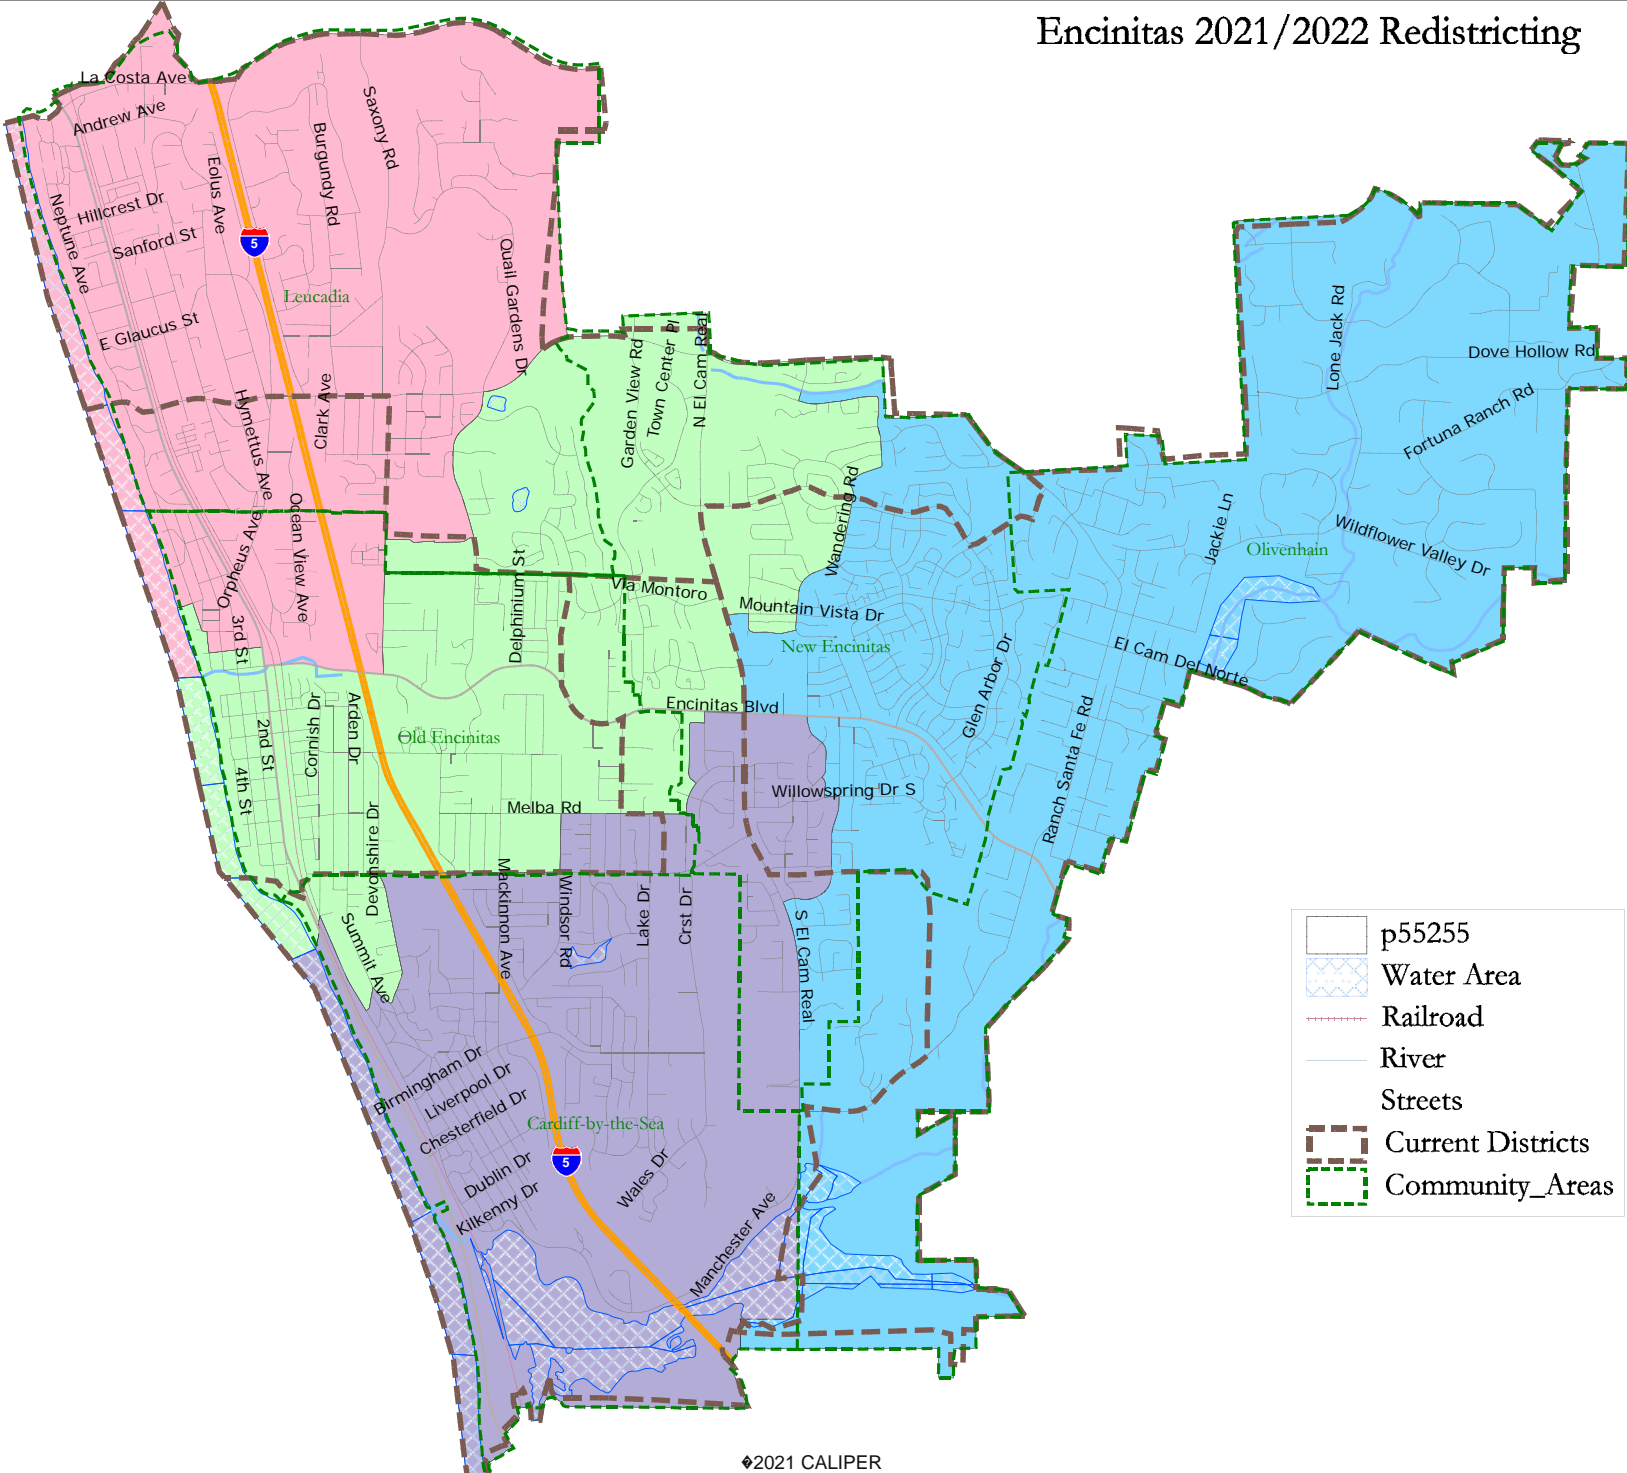 Encinitas 2021/2022 Redistricting
La Costa Ave
Andrew Ave
Saxony Rd
Burgundy Rd
Eolus Ave
Hillcrest Dr
Neptune Ave
Sanford St
5
Quail Gardens Dr
Leucadia
E Glaucus St
Lone Jack Rd
Dove Hollow Rd
Garden View Rd
Town Center Pl
N El Cam Real
Clark Ave
Hymettus Ave
Fortuna Ranch Rd
Wandering Rd
Ocean View Ave
Orpheus Ave
Jackie Ln
Wildflower Valley Dr
Olivenhain
Delphinium St
Via Montoro
Mountain Vista Dr
3rd St
New Encinitas
Glen Arbor Dr
El Cam Del Norte
Encinitas Blvd
Arden Dr
Cornish Dr
2nd St
Old Encinitas
Ranch Santa Fe Rd
4th St
Willowspring Dr S
Melba Rd
Devonshire Dr
Mackinnon Ave
Windsor Rd
Lake Dr
Crst Dr
Summit Ave
S El Cam Real
p55255
Water Area
Railroad
River
Streets
Current Districts
Community_Areas
Birmingham Dr
Liverpool Dr
Chesterfield Dr
Cardiff-by-the-Sea
5
Dublin Dr
Wales Dr
Kilkenny Dr
Manchester Ave
�2021 CALIPER